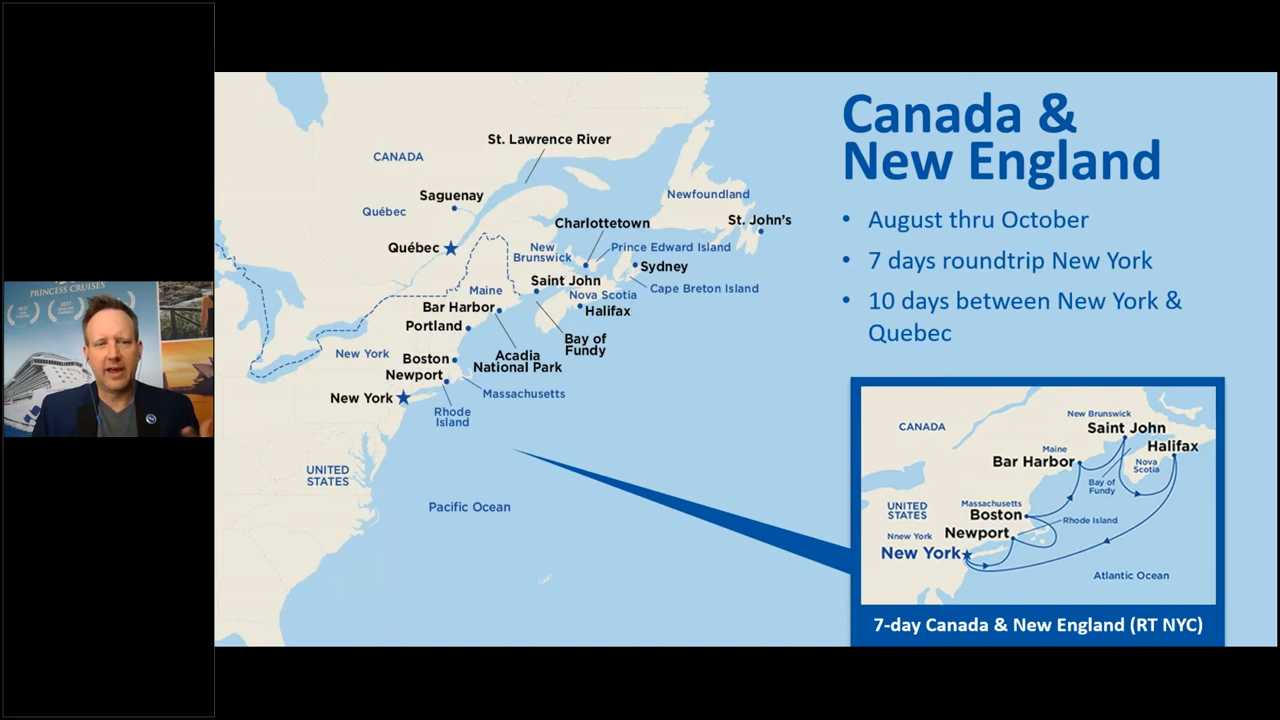 PRINCESS CRUISES
BEST
BEST
Canada &
New England
• August thru October
• 7 days roundtrip New York
• 10 days between New York &
Quebec
St. Lawrence River
CANADA
Saguenay
Québec
Newfoundland
St. John's
Charlottetown
Québec
New
Brunswick
Prince Edward Island
Sydney
Saint John
Cape Breton Island
Maine
Nova Scotia
Bar Harbor
Halifax
Portland
Bay of
Fundy
New York
Boston
Acadia
National Park
Newport
New York
Massachusetts
Rhode
Island
UNITED
STATES
Pacific Ocean
New Brunswick
CANADA
Saint John
Halifax
Maine
Bar Harbor
Nova
Scotia
Bay of
Fundy
UNITED
STATES
Massachusetts
Boston
Rhode Island
Nnew York
Newport
New York
Atlantic Ocean
7-day Canada & New England (RT NYC)